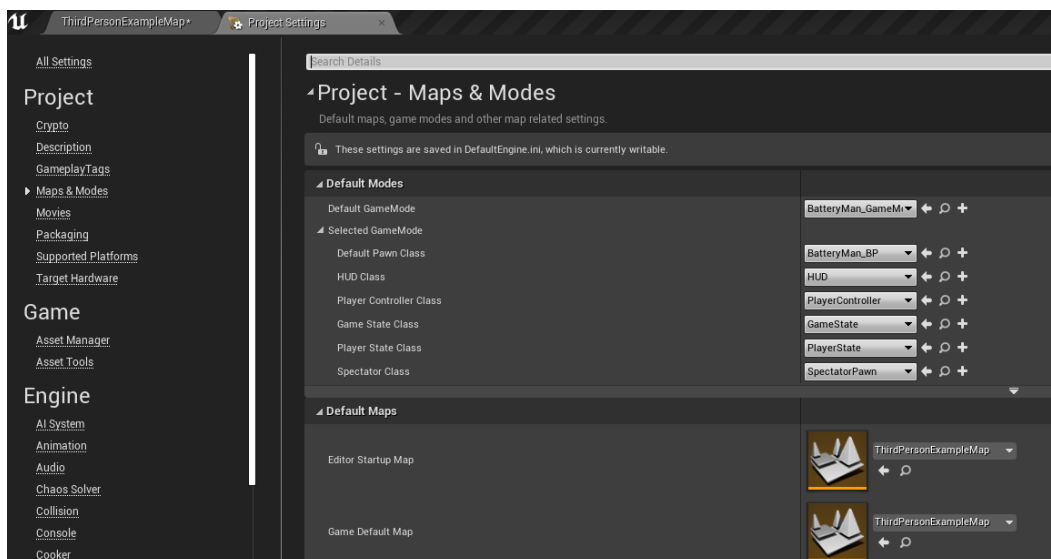 ThirdPersonExampleMap*
Project Settings
All Settings
Project
Crypto
Description
GameplayTags
Maps & Modes
Movies
Packaging
Supported Platforms
Target Hardware
Game
Asset Manager
Asset Tools
Engine
AI System
Animation
Audio
Chaos Solver
Collision
Console
Cooker
Search Details
Project - Maps & Modes
Default maps, game modes and other map related settings.
These settings are saved in DefaultEngine.ini, which is currently writable.
Default Modes
Default GameMode BatteryMan_GameM
Selected GameMode
Default Pawn Class BatteryMan_BP
HUD Class HUD
Player Controller Class PlayerController
Game State Class GameState
Player State Class PlayerState
Spectator Class SpectatorPawn
Default Maps
Editor Startup Map ThirdPersonExampleMap
Game Default Map ThirdPersonExampleMap